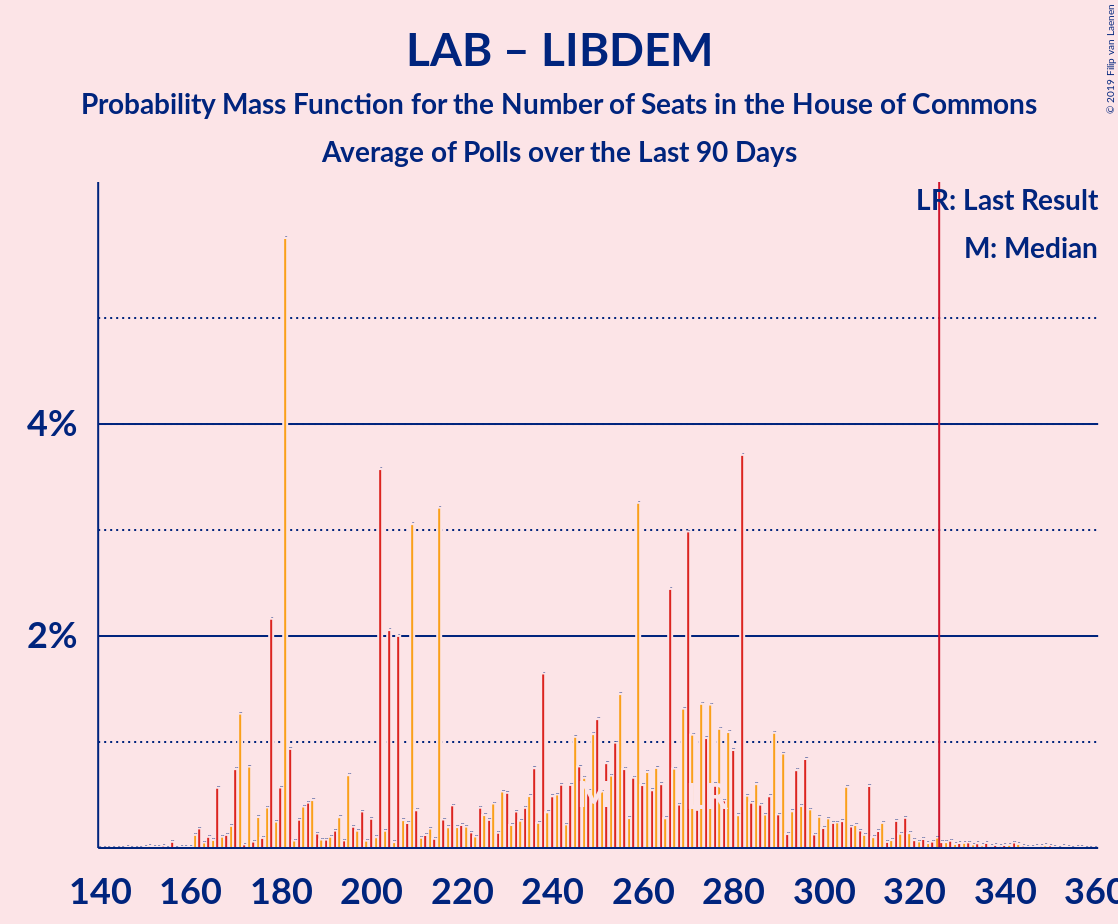 LAB – LIBDEM
Probability Mass Function for the Number of Seats in the House of Commons
Average of Polls over the Last 90 Days
© 2019 Filip van Laenen
LR: Last Result
M: Median
4%
2%
140 160 180 200 220 240 260 280 300 320 340 360